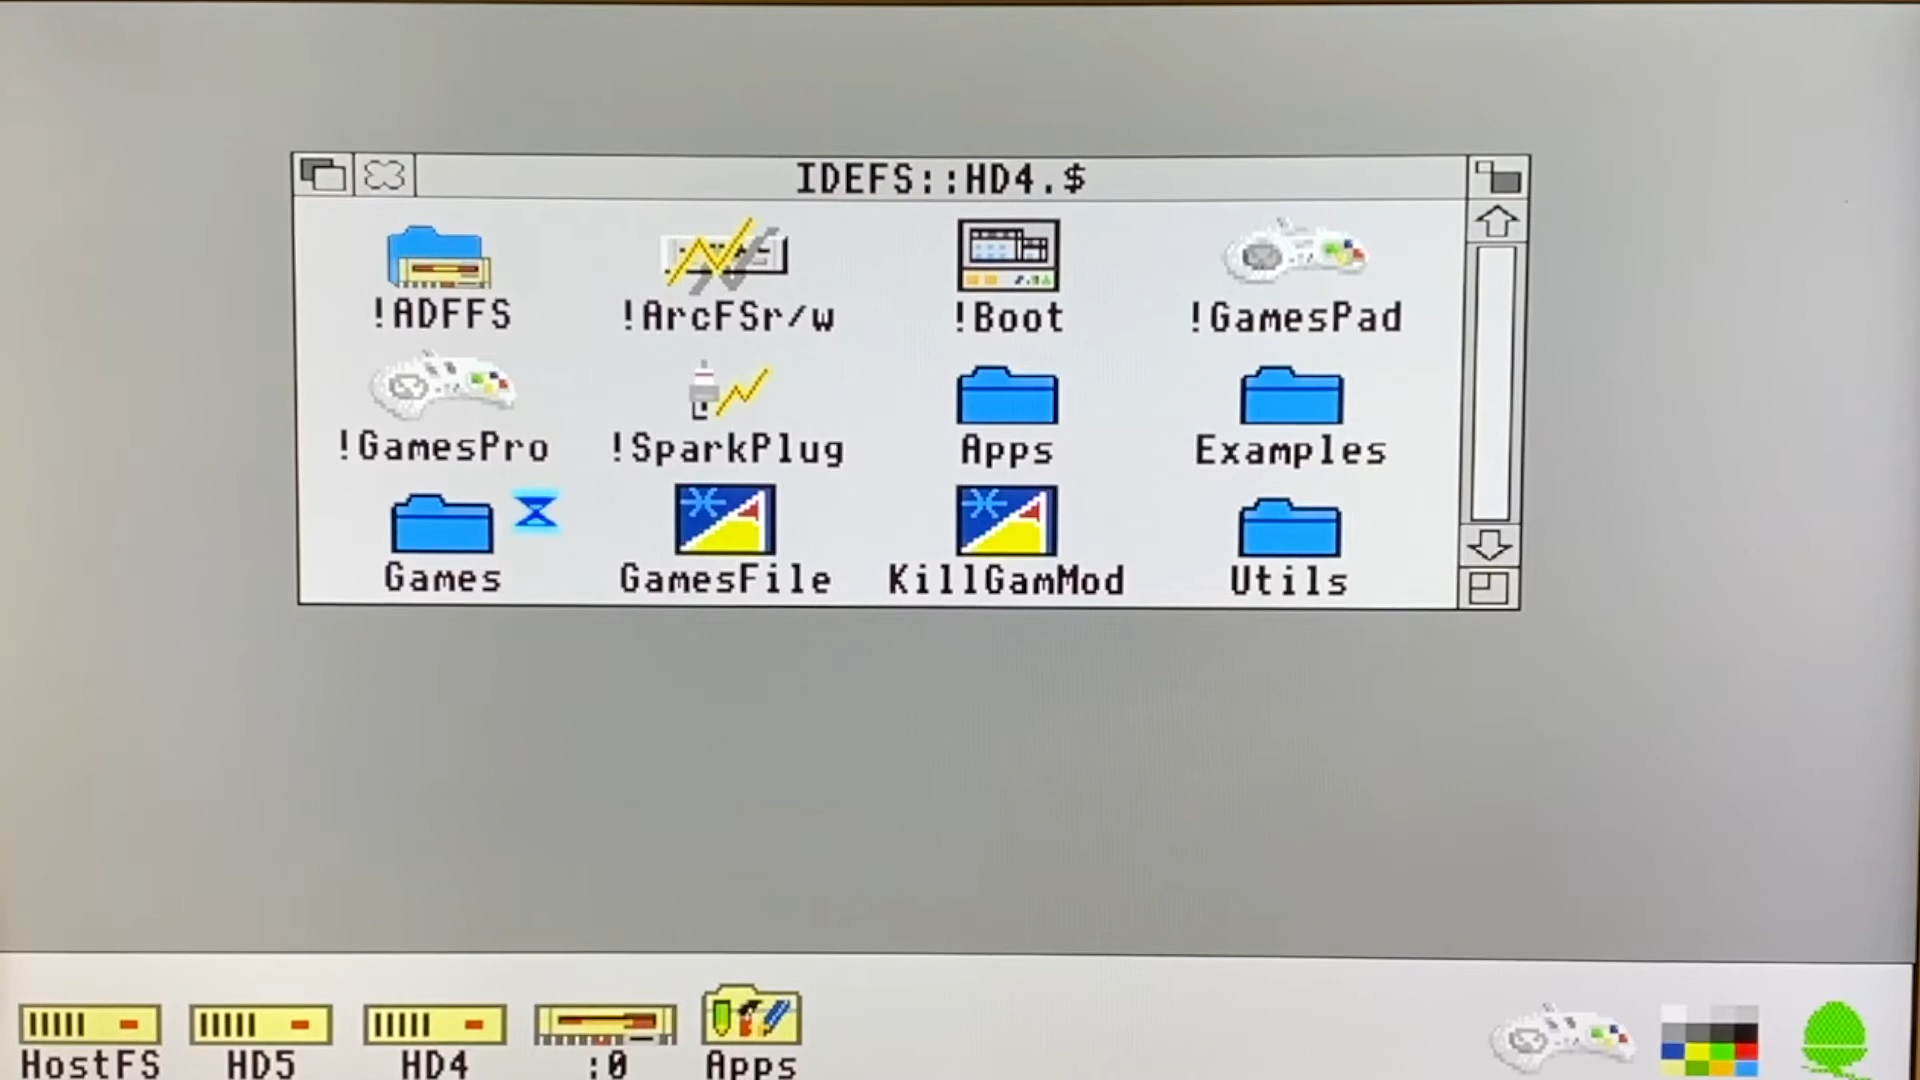 IDEFS::HD4.$
!ADFFS !ArcFSr/w !Boot !GamesPad
!GamesPro !SparkPlug Apps Examples
Games GamesFile KillGamMod Utils
HostFS HD5 HD4 :0 Apps